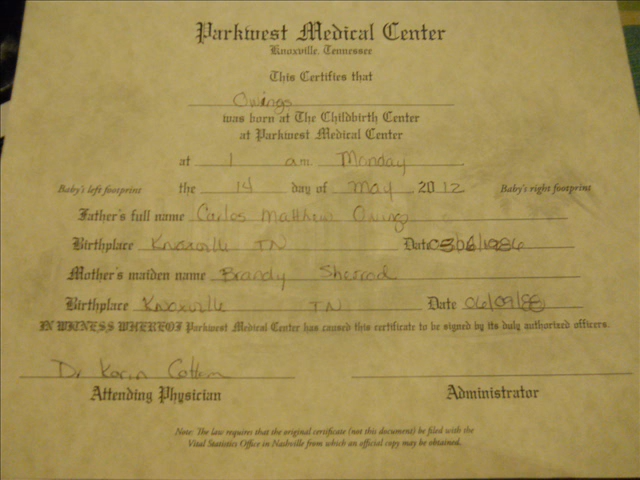 Parkwest Medical Center
Knoxville, Tennessee
This Certifies that
Owings
was born at The Childbirth Center
at Parkwest Medical Center
at 1 am Monday
Baby's left footprint the 14 day of May 2012 Baby's right footprint
Father's full name Carlos Matthew Owings
Birthplace Knoxville TN Date
Mother's maiden name Brandy Sherrod
Birthplace Knoxville TN Date 06/09/88
IN WITNESS WHEREOF Parkwest Medical Center has caused this certificate to be signed by its duly authorized officers.
Dr Karen Cottom
Attending Physician Administrator
Note: The law requires that the original certificate (not this document) be filed with the
Vital Statistics Office in Nashville from which an official copy may be obtained.